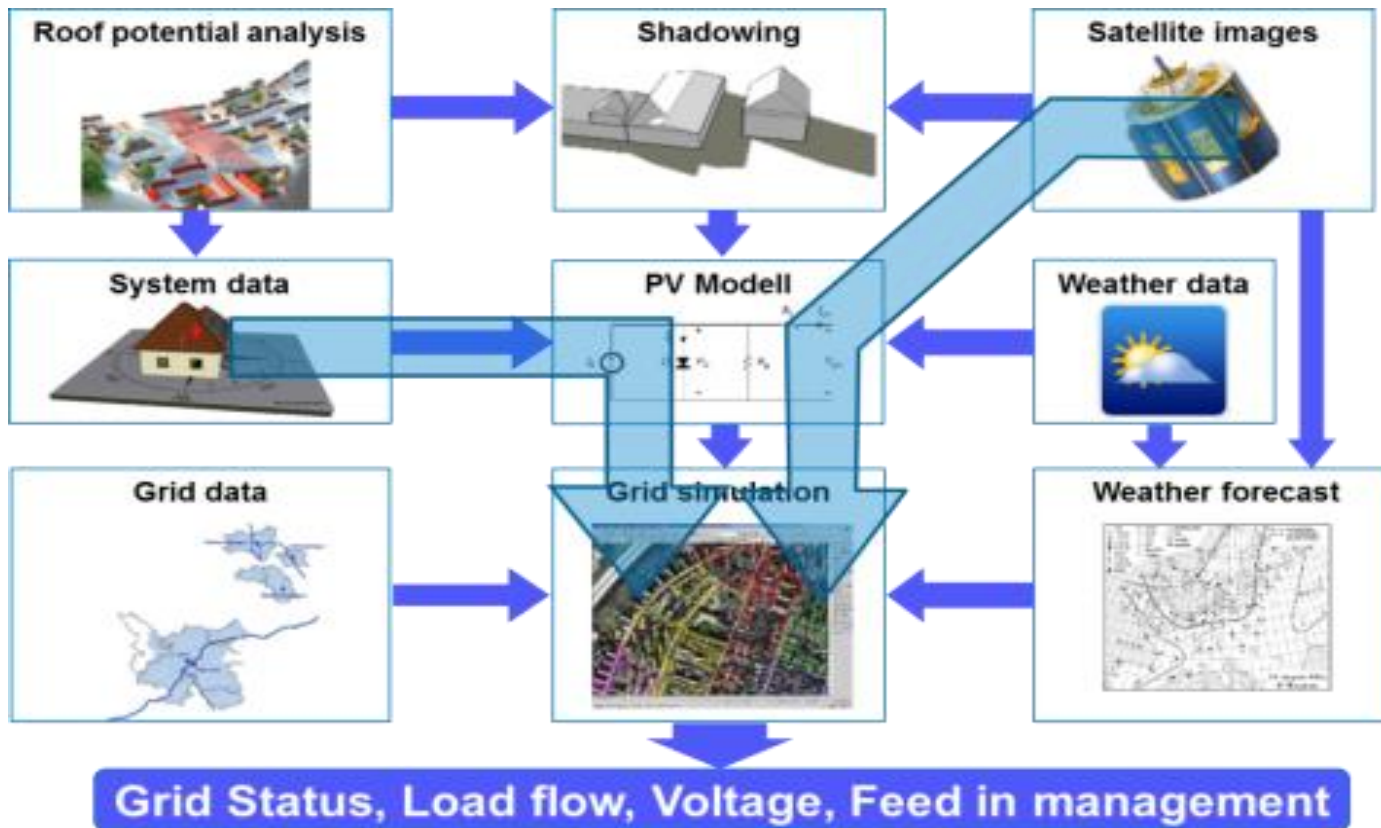 Roof potential analysis
Shadowing
Satellite images
System data
PV Modell
Weather data
Grid data
Grid simulation
Weather forecast
Grid Status, Load flow, Voltage, Feed in management